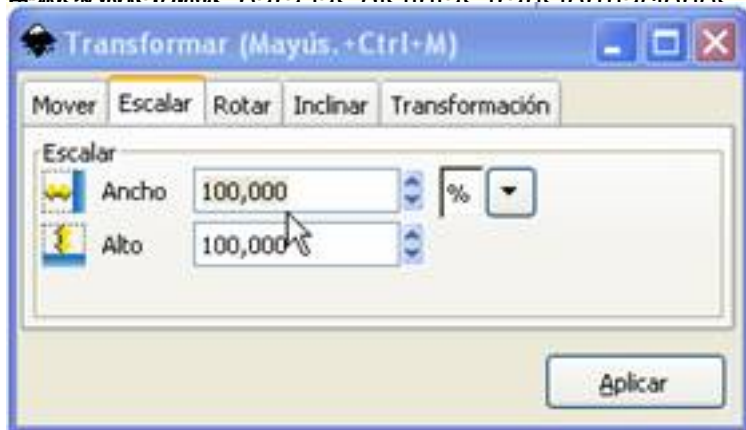 Transformar (Mayús.+Ctrl+M)
Mover Escalar Rotar Inclinar Transformación
Escalar
Ancho 100,000 %
Alto 100,000
Aplicar